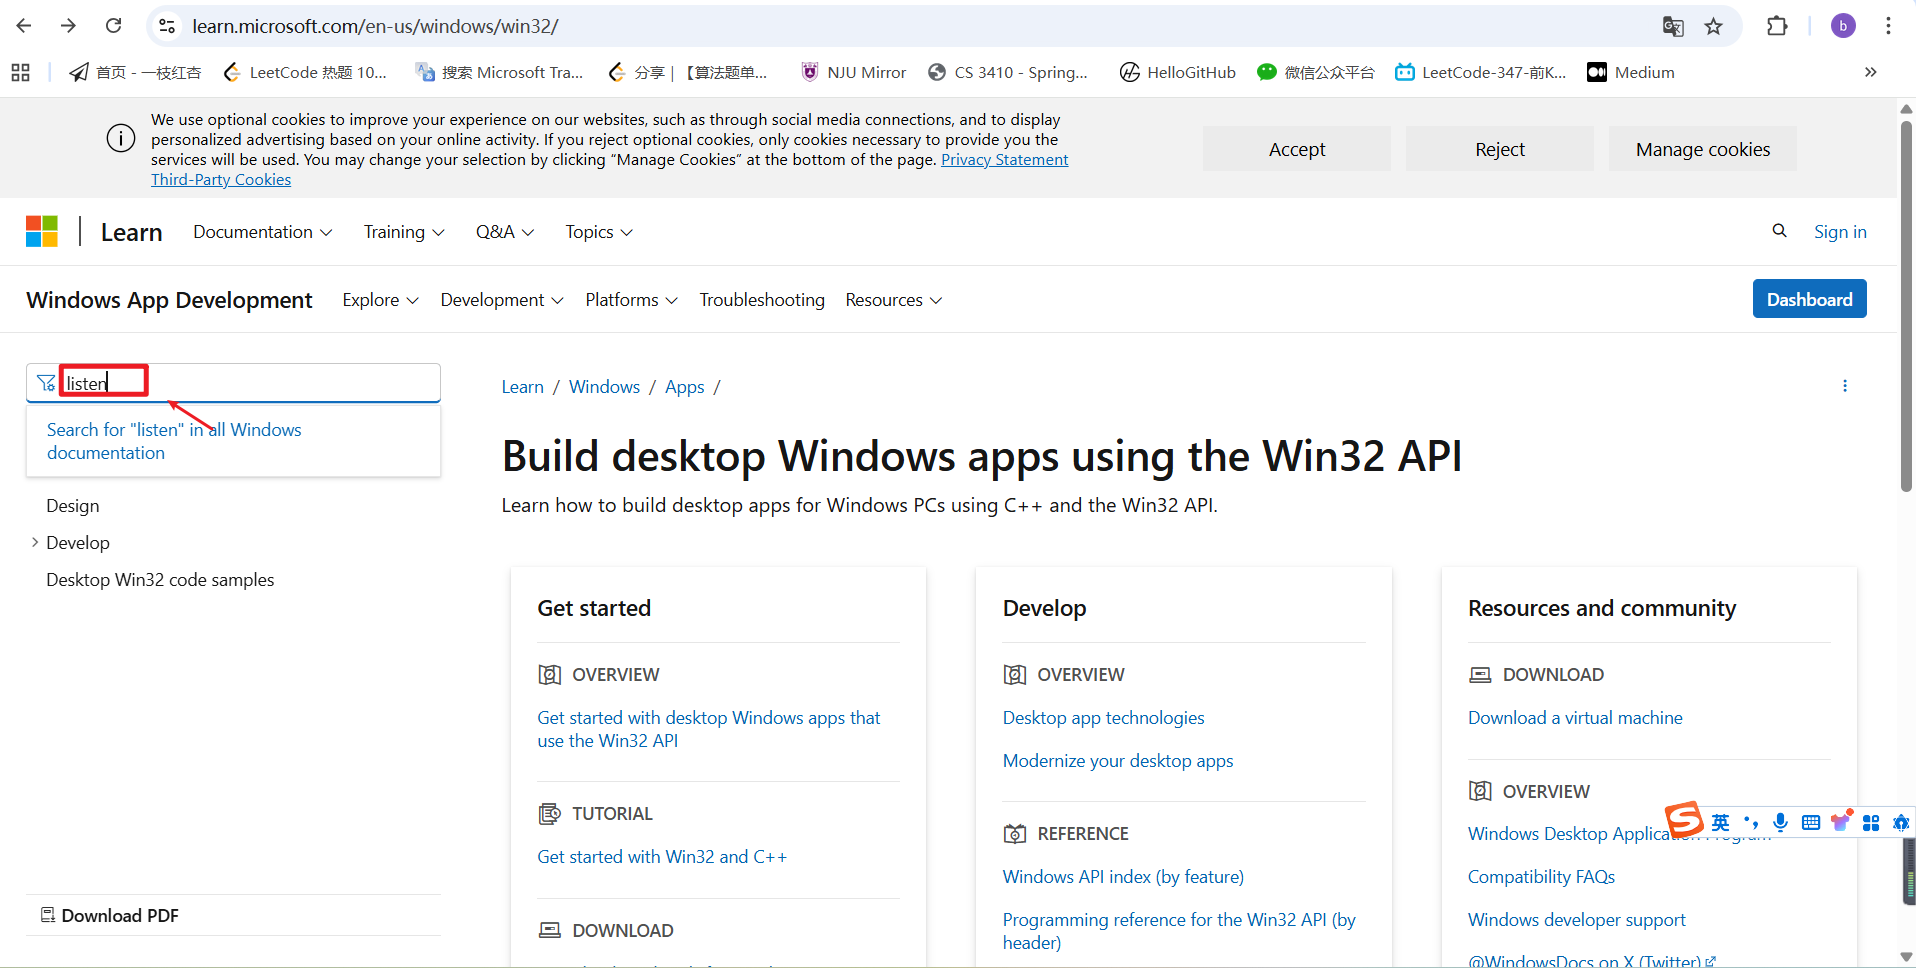 learn.microsoft.com/en-us/windows/win32/
b
首页 - 一枝红杏
LeetCode 热题 10...
搜索 Microsoft Tra...
分享 | 【算法题单...
NJU Mirror
CS 3410 - Spring...
HelloGitHub
微信公众平台
LeetCode-347-前K...
Medium
We use optional cookies to improve your experience on our websites, such as through social media connections, and to display
personalized advertising based on your online activity. If you reject optional cookies, only cookies necessary to provide you the
services will be used. You may change your selection by clicking “Manage Cookies” at the bottom of the page. Privacy Statement
Third-Party Cookies
Accept
Reject
Manage cookies
Learn
Documentation
Training
Q&A
Topics
Sign in
Windows App Development
Explore
Development
Platforms
Troubleshooting
Resources
Dashboard
listen
Search for "listen" in all Windows
documentation
Design
Develop
Desktop Win32 code samples
Download PDF
Learn / Windows / Apps /
Build desktop Windows apps using the Win32 API
Learn how to build desktop apps for Windows PCs using C++ and the Win32 API.
Get started
OVERVIEW
Get started with desktop Windows apps that
use the Win32 API
TUTORIAL
Get started with Win32 and C++
DOWNLOAD
Develop
OVERVIEW
Desktop app technologies
Modernize your desktop apps
REFERENCE
Windows API index (by feature)
Programming reference for the Win32 API (by
header)
Resources and community
DOWNLOAD
Download a virtual machine
OVERVIEW
Windows Desktop Application Program
英
Compatibility FAQs
Windows developer support
@WindowsDocs on X (Twitter)